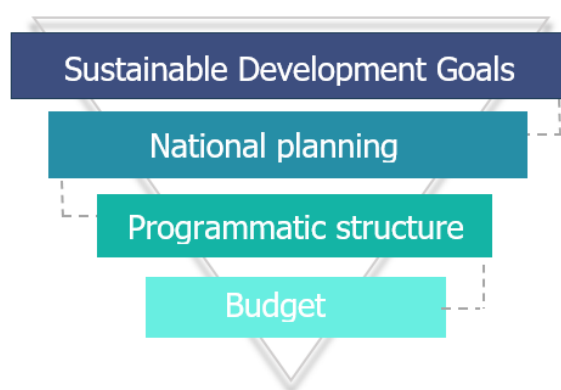 Sustainable Development Goals
National planning
Programmatic structure
Budget